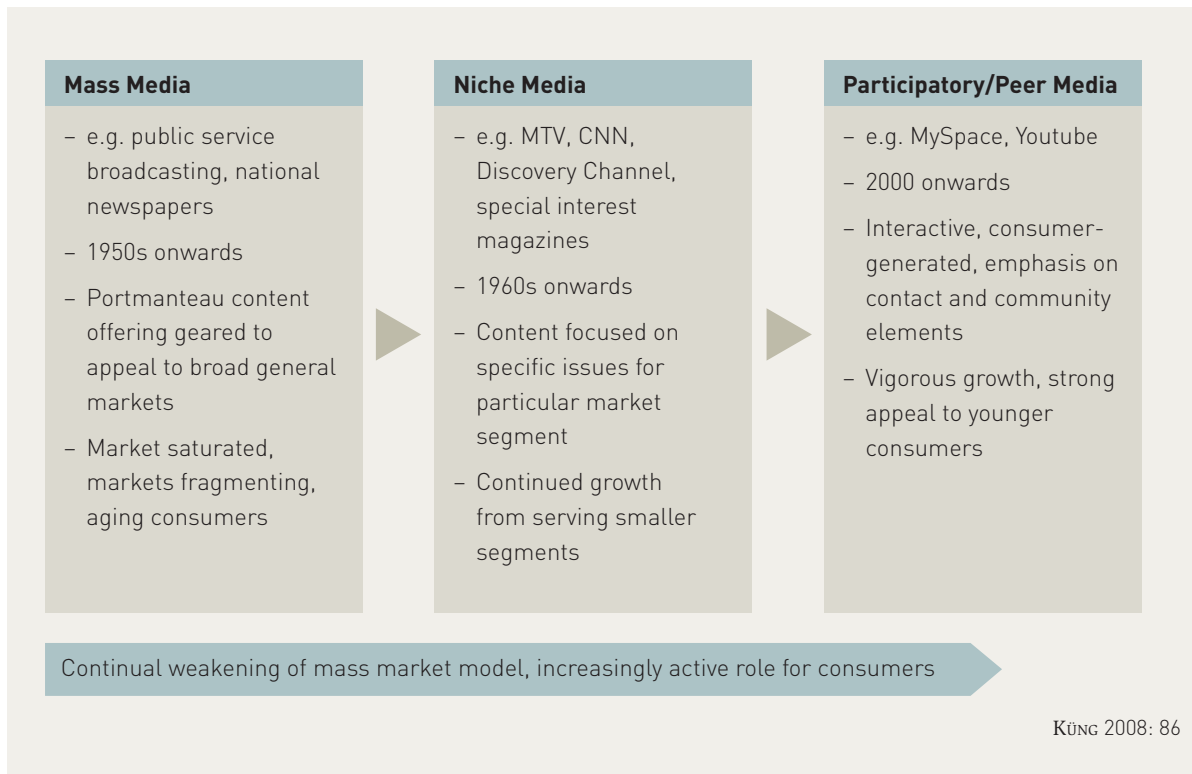 Mass Media
– e.g. public service
broadcasting, national
newspapers
– 1950s onwards
– Portmanteau content
offering geared to
appeal to broad general
markets
– Market saturated,
markets fragmenting,
aging consumers
Niche Media
– e.g. MTV, CNN,
Discovery Channel,
special interest
magazines
– 1960s onwards
– Content focused on
specific issues for
particular market
segment
– Continued growth
from serving smaller
segments
Participatory/Peer Media
– e.g. MySpace, Youtube
– 2000 onwards
– Interactive, consumer-
generated, emphasis on
contact and community
elements
– Vigorous growth, strong
appeal to younger
consumers
Continual weakening of mass market model, increasingly active role for consumers
Küng 2008: 86